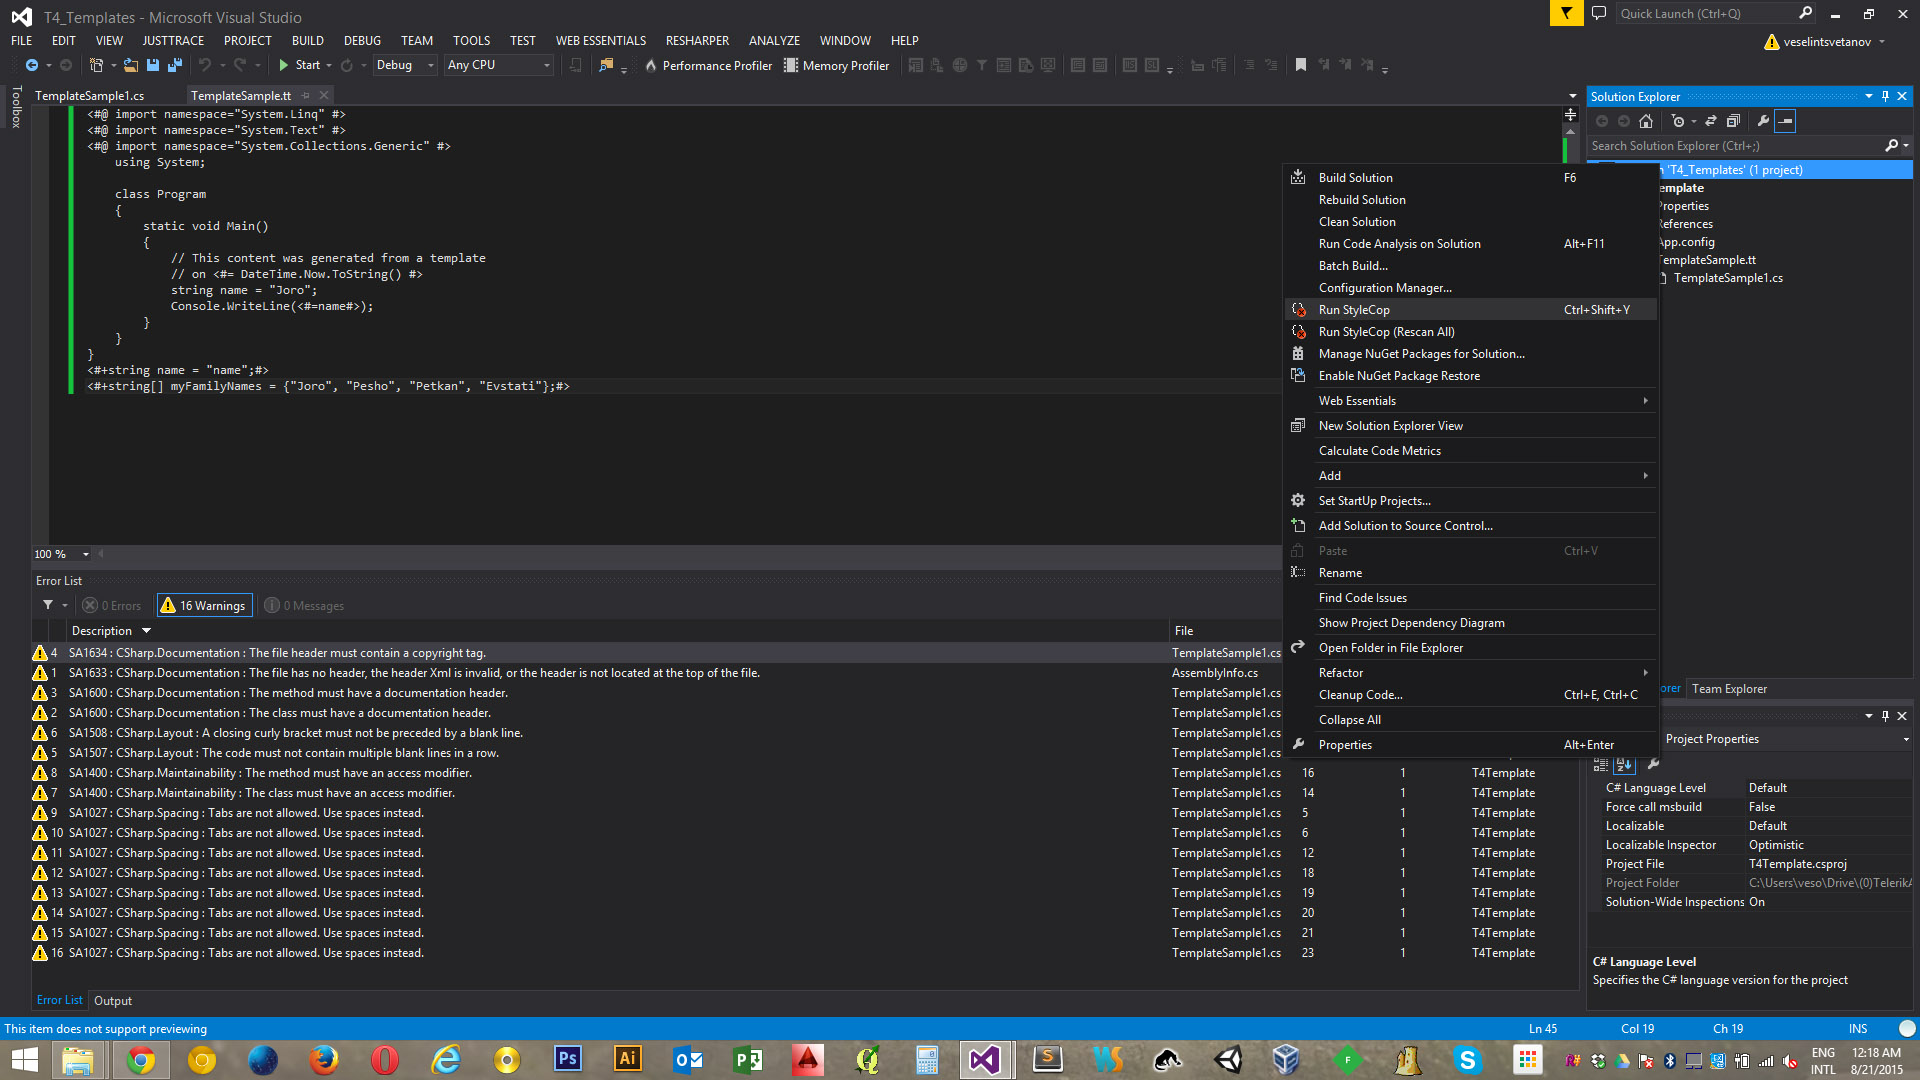 T4_Templates - Microsoft Visual Studio
Quick Launch (Ctrl+Q)
FILE EDIT VIEW JUSTTRACE PROJECT BUILD DEBUG TEAM TOOLS TEST WEB ESSENTIALS RESHARPER ANALYZE WINDOW HELP
veselintsvetanov
Start Debug Any CPU Performance Profiler Memory Profiler
Toolbox
TemplateSample1.cs TemplateSample.tt
<#@ import namespace="System.Linq" #>
<#@ import namespace="System.Text" #>
<#@ import namespace="System.Collections.Generic" #>
using System;
class Program
{
static void Main()
{
// This content was generated from a template
// on <#= DateTime.Now.ToString() #>
string name = "Joro";
Console.WriteLine(<#=name#>);
}
}
}
<#+string name = "name";#>
<#+string[] myFamilyNames = {"Joro", "Pesho", "Petkan", "Evstati"};#>
100 %
Build Solution F6
Rebuild Solution
Clean Solution
Run Code Analysis on Solution Alt+F11
Batch Build...
Configuration Manager...
Run StyleCop Ctrl+Shift+Y
Run StyleCop (Rescan All)
Manage NuGet Packages for Solution...
Enable NuGet Package Restore
Web Essentials
New Solution Explorer View
Calculate Code Metrics
Add
Set StartUp Projects...
Add Solution to Source Control...
Paste Ctrl+V
Rename
Find Code Issues
Show Project Dependency Diagram
Open Folder in File Explorer
Refactor
Cleanup Code... Ctrl+E, Ctrl+C
Collapse All
Properties Alt+Enter
Solution Explorer
Search Solution Explorer (Ctrl+;)
'T4_Templates' (1 project)
emplate
Properties
References
App.config
TemplateSample.tt
TemplateSample1.cs
orer Team Explorer
Project Properties
C# Language Level Default
Force call msbuild False
Localizable Default
Localizable Inspector Optimistic
Project File T4Template.csproj
Project Folder C:\Users\veso\Drive\(0)Telerik
Solution-Wide Inspections On
C# Language Level
Specifies the C# language version for the project
Error List
0 Errors 16 Warnings 0 Messages
Description File
4 SA1634 : CSharp.Documentation : The file header must contain a copyright tag. TemplateSample1.cs
1 SA1633 : CSharp.Documentation : The file has no header, the header Xml is invalid, or the header is not located at the top of the file. AssemblyInfo.cs
3 SA1600 : CSharp.Documentation : The method must have a documentation header. TemplateSample1.cs
2 SA1600 : CSharp.Documentation : The class must have a documentation header. TemplateSample1.cs
6 SA1508 : CSharp.Layout : A closing curly bracket must not be preceded by a blank line. TemplateSample1.cs
5 SA1507 : CSharp.Layout : The code must not contain multiple blank lines in a row. TemplateSample1.cs
8 SA1400 : CSharp.Maintainability : The method must have an access modifier. TemplateSample1.cs 16 1 T4Template
7 SA1400 : CSharp.Maintainability : The class must have an access modifier. TemplateSample1.cs 14 1 T4Template
9 SA1027 : CSharp.Spacing : Tabs are not allowed. Use spaces instead. TemplateSample1.cs 5 1 T4Template
10 SA1027 : CSharp.Spacing : Tabs are not allowed. Use spaces instead. TemplateSample1.cs 6 1 T4Template
11 SA1027 : CSharp.Spacing : Tabs are not allowed. Use spaces instead. TemplateSample1.cs 12 1 T4Template
12 SA1027 : CSharp.Spacing : Tabs are not allowed. Use spaces instead. TemplateSample1.cs 18 1 T4Template
13 SA1027 : CSharp.Spacing : Tabs are not allowed. Use spaces instead. TemplateSample1.cs 19 1 T4Template
14 SA1027 : CSharp.Spacing : Tabs are not allowed. Use spaces instead. TemplateSample1.cs 20 1 T4Template
15 SA1027 : CSharp.Spacing : Tabs are not allowed. Use spaces instead. TemplateSample1.cs 21 1 T4Template
16 SA1027 : CSharp.Spacing : Tabs are not allowed. Use spaces instead. TemplateSample1.cs 23 1 T4Template
Error List Output
This item does not support previewing Ln 45 Col 19 Ch 19 INS
Ps Ai
ENG 12:18 AM
INTL 8/21/2015